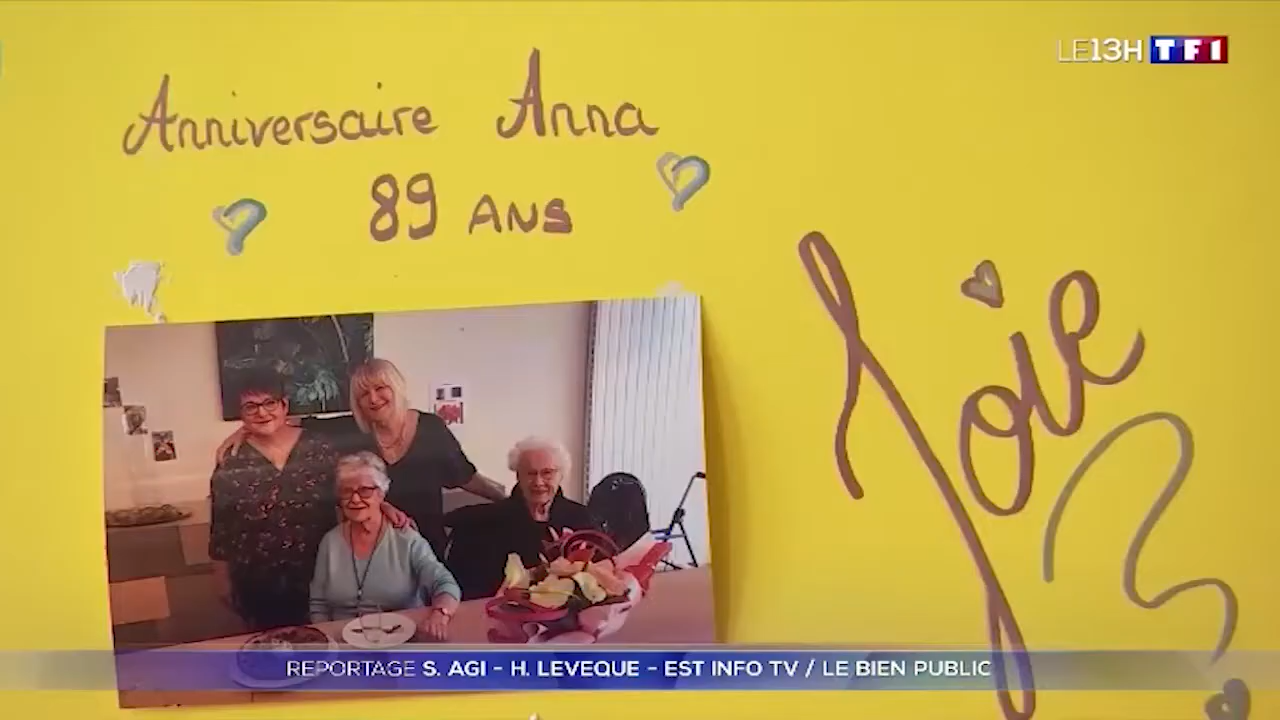 LE13H TF1
Anniversaire Anna
89 ANS
Joie
REPORTAGE S. AGI - H. LEVEQUE - EST INFO TV / LE BIEN PUBLIC